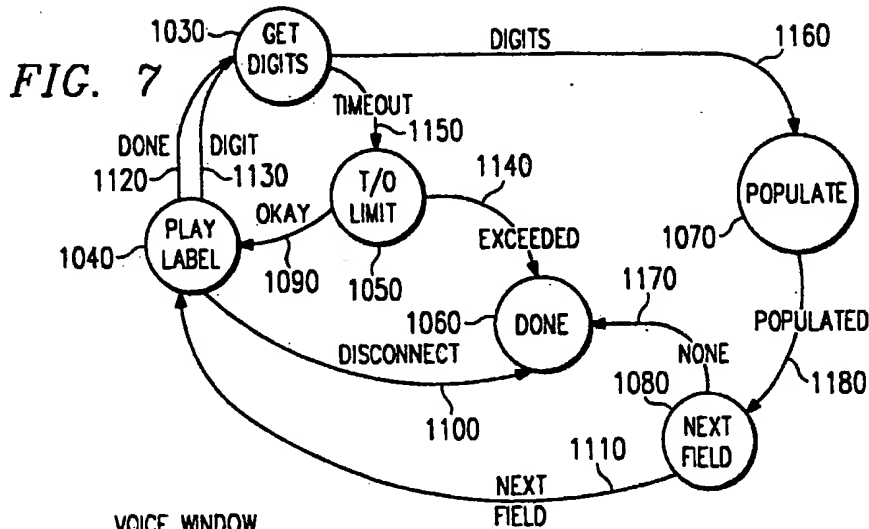 FIG. 7
1030
GET
DIGITS
DIGITS
1160
TIMEOUT
1150
DONE
DIGIT
1120
1130
T/O
LIMIT
1140
POPULATE
OKAY
PLAY
LABEL
1040
1090
1050
EXCEEDED
1070
1060
DONE
1170
POPULATED
DISCONNECT
NONE
1080
1180
1100
NEXT
FIELD
1110
NEXT
FIELD
VOICE WINDOW